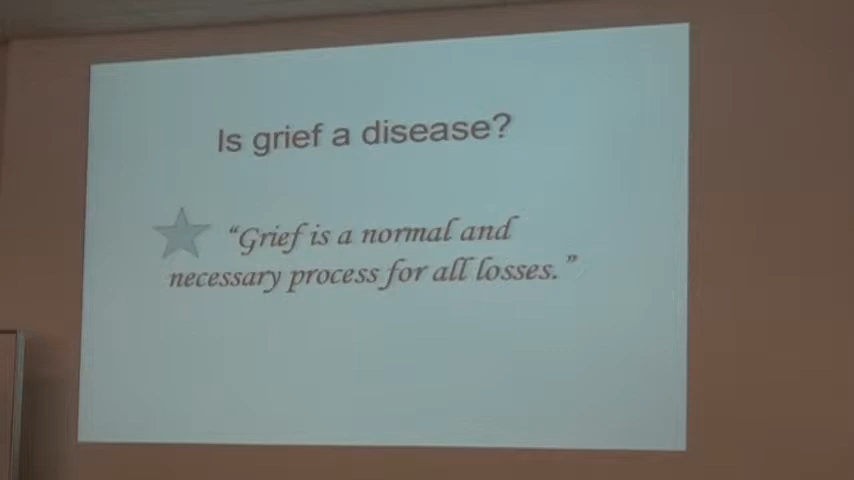 Is grief a disease?
“Grief is a normal and
necessary process for all losses.”